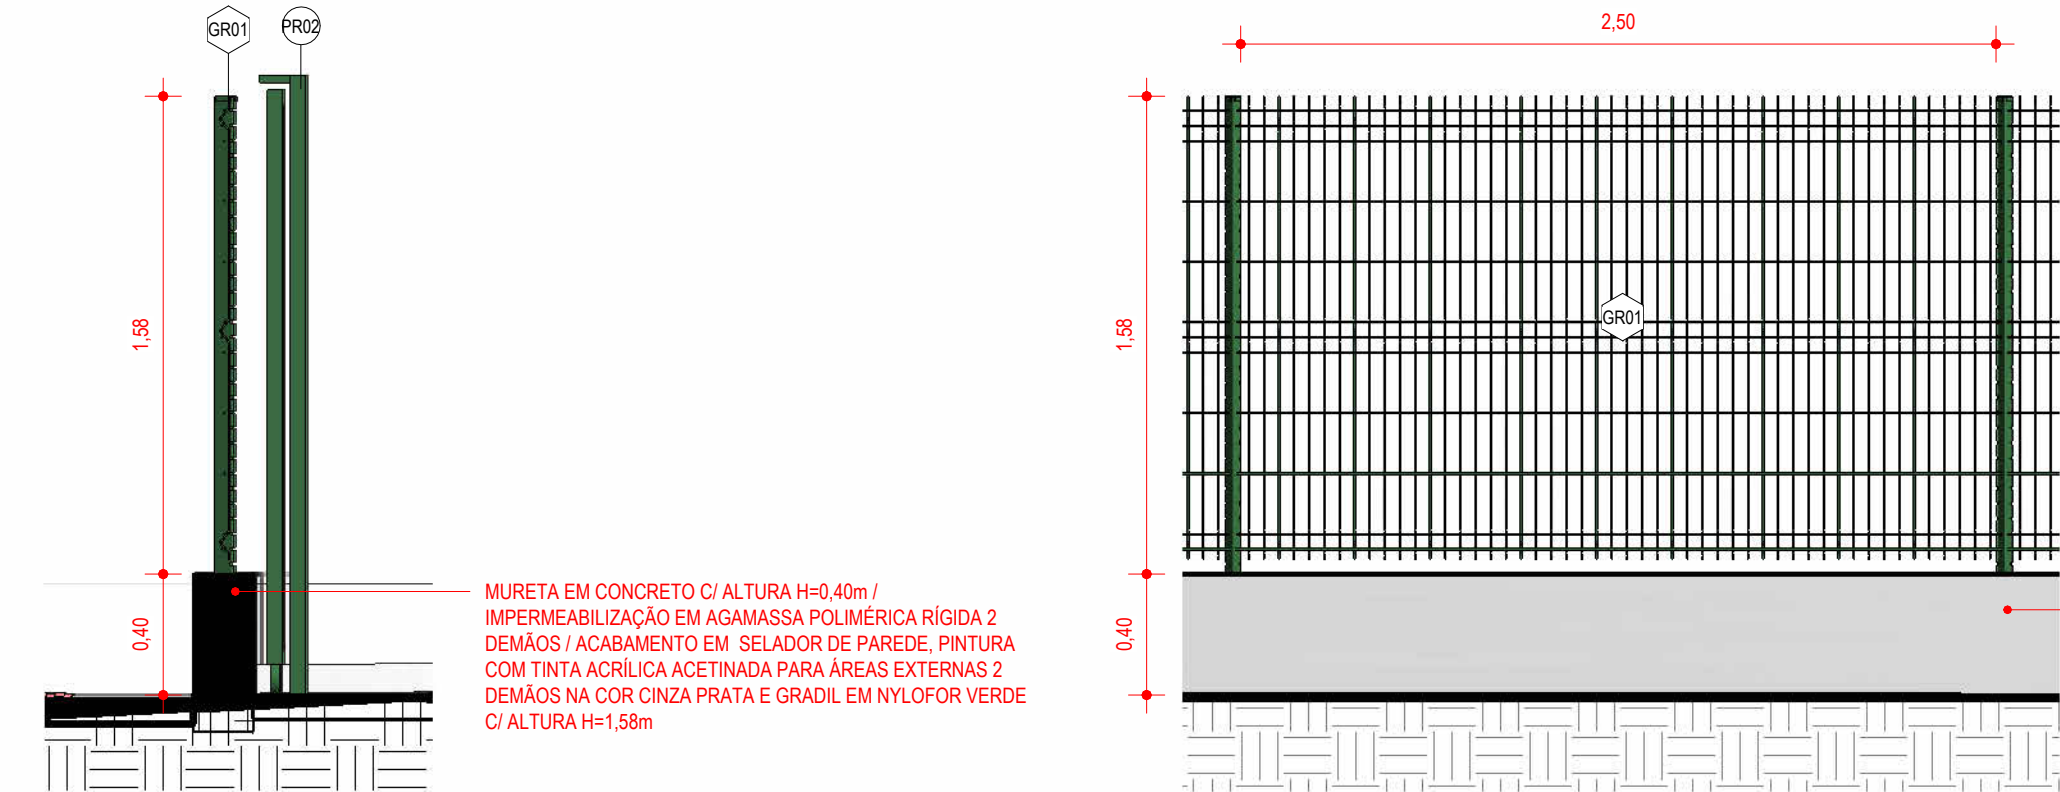 GR01
PR02
1,58
0,40
MURETA EM CONCRETO C/ ALTURA H=0,40m /
IMPERMEABILIZAÇÃO EM AGAMASSA POLIMÉRICA RÍGIDA 2
DEMÃOS / ACABAMENTO EM SELADOR DE PAREDE, PINTURA
COM TINTA ACRÍLICA ACETINADA PARA ÁREAS EXTERNAS 2
DEMÃOS NA COR CINZA PRATA E GRADIL EM NYLOFOR VERDE
C/ ALTURA H=1,58m
2,50
1,58
GR01
0,40